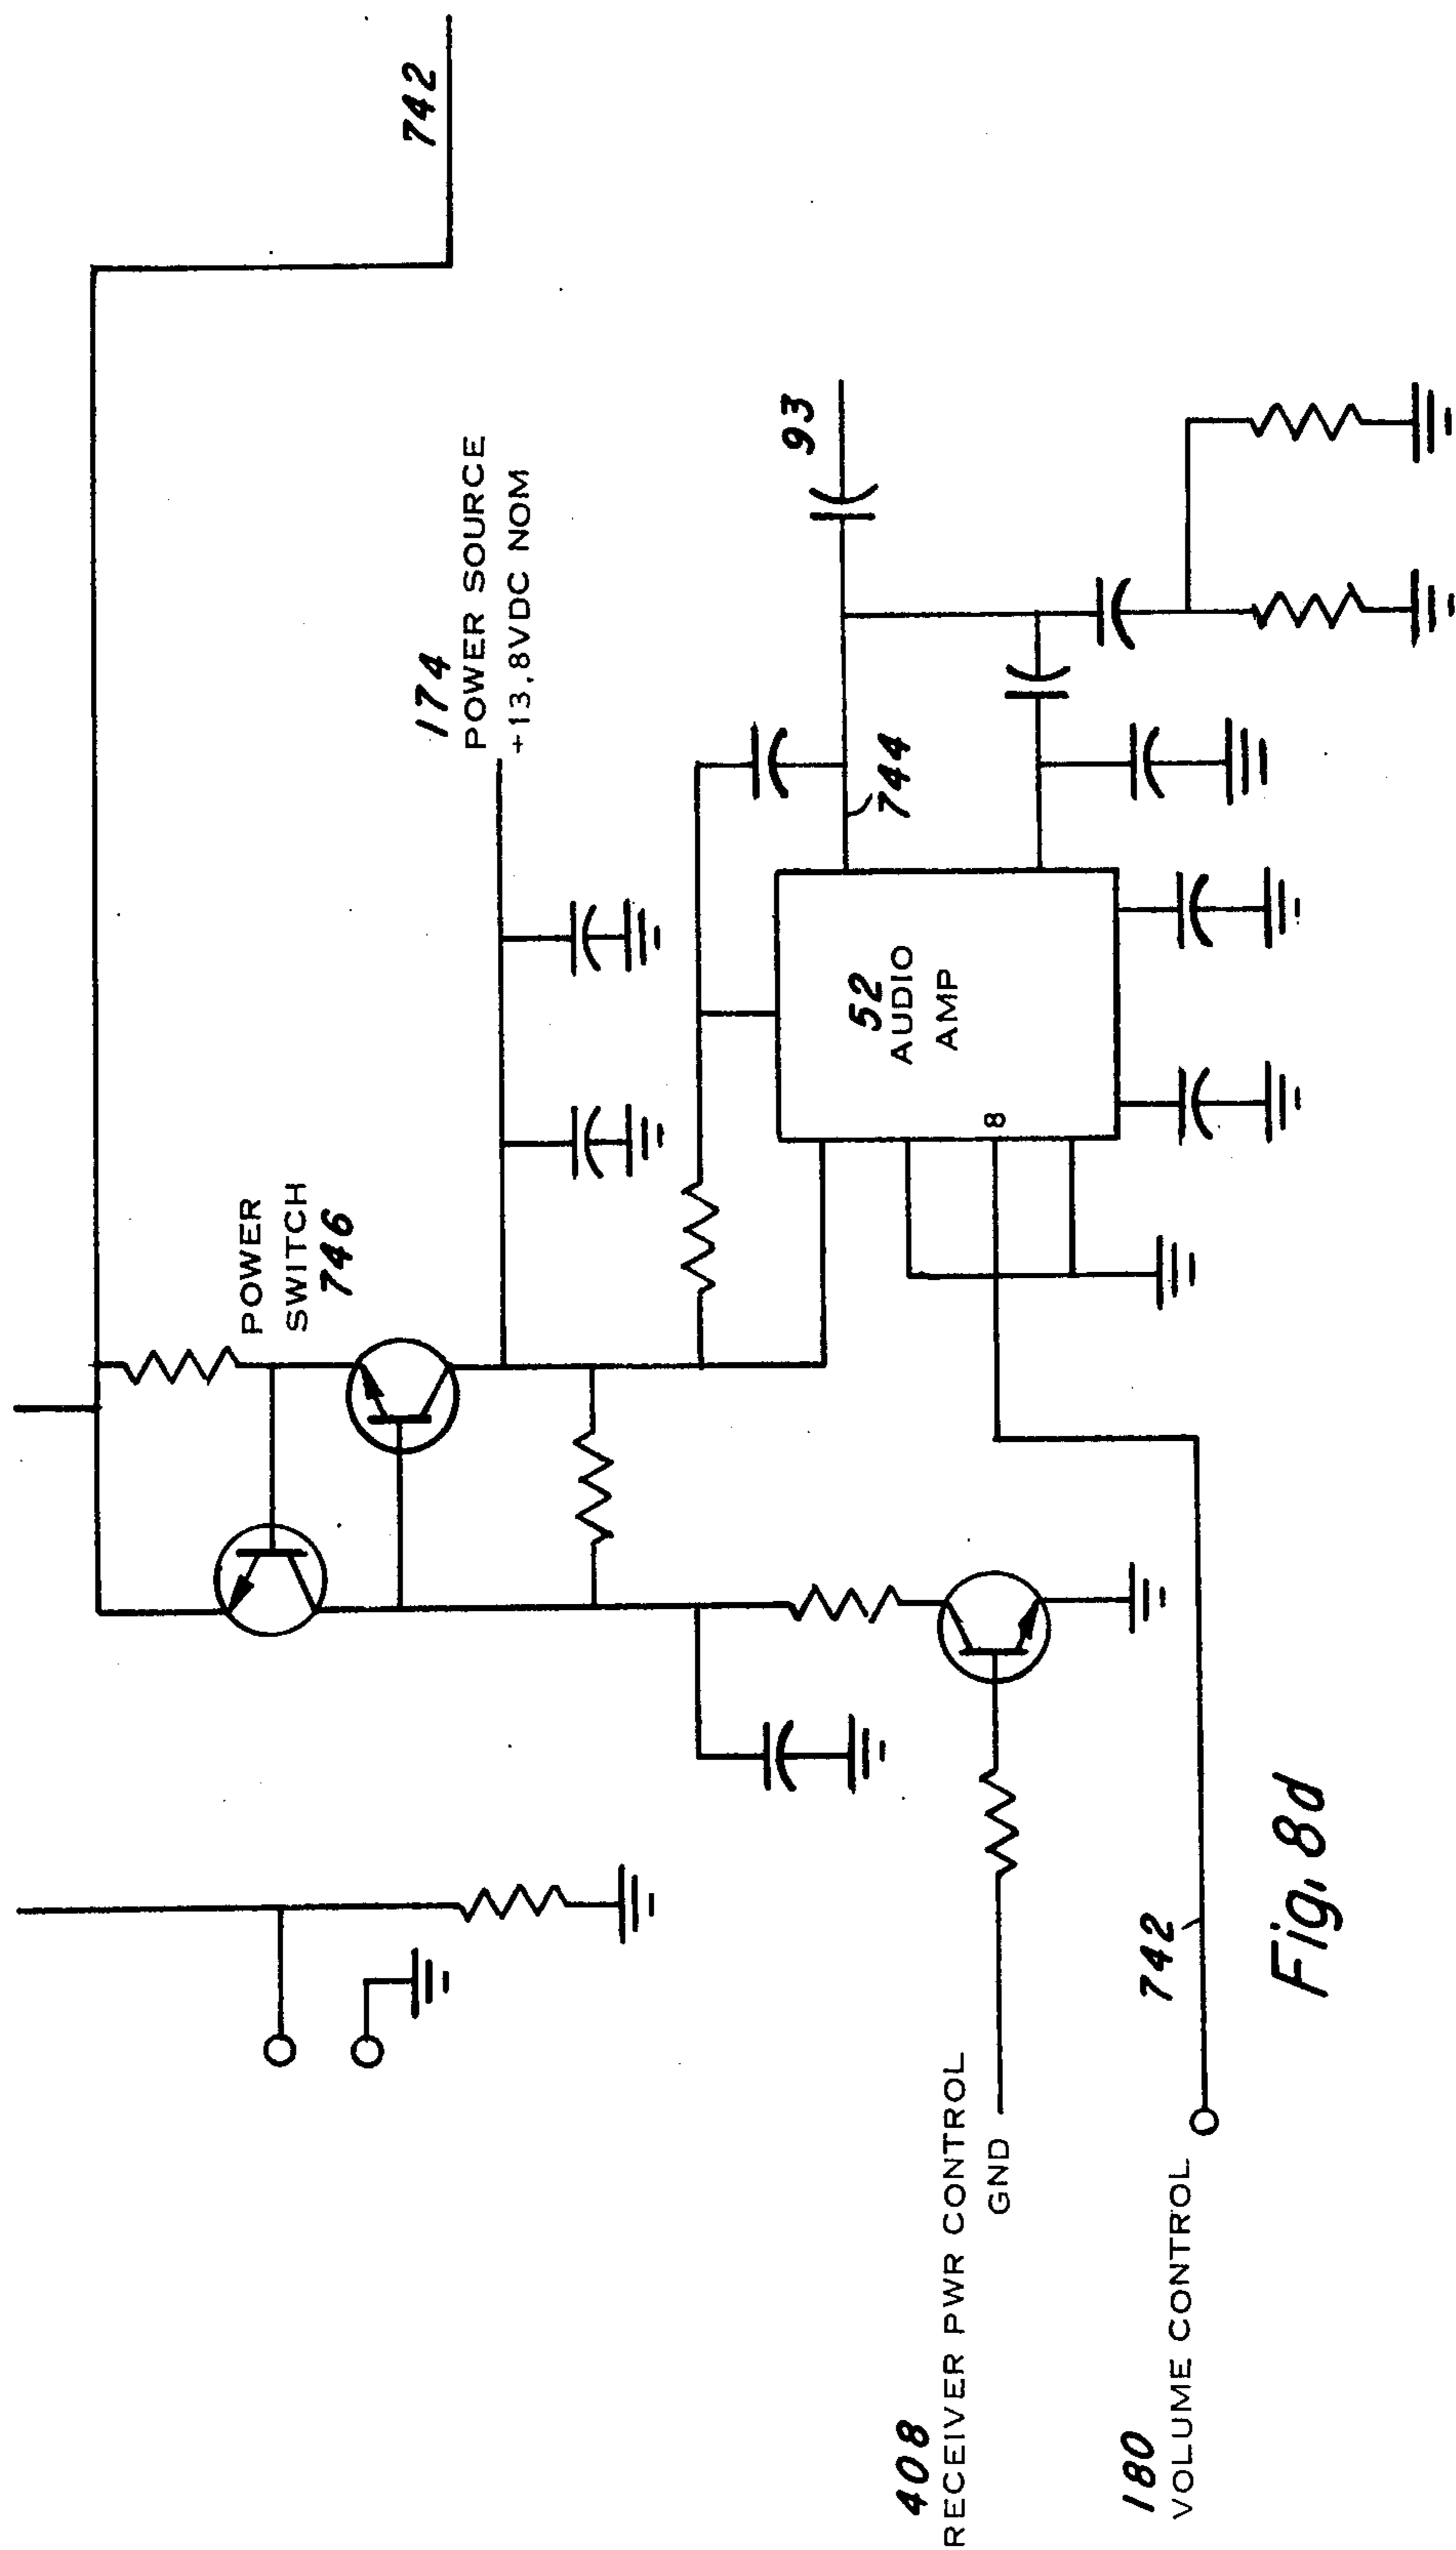 742
POWER
SWITCH
746
174
POWER SOURCE
+13.8VDC NOM
93
744
52
AUDIO
AMP
8
408
RECEIVER PWR CONTROL
GND
742
180
VOLUME CONTROL
Fig. 8d